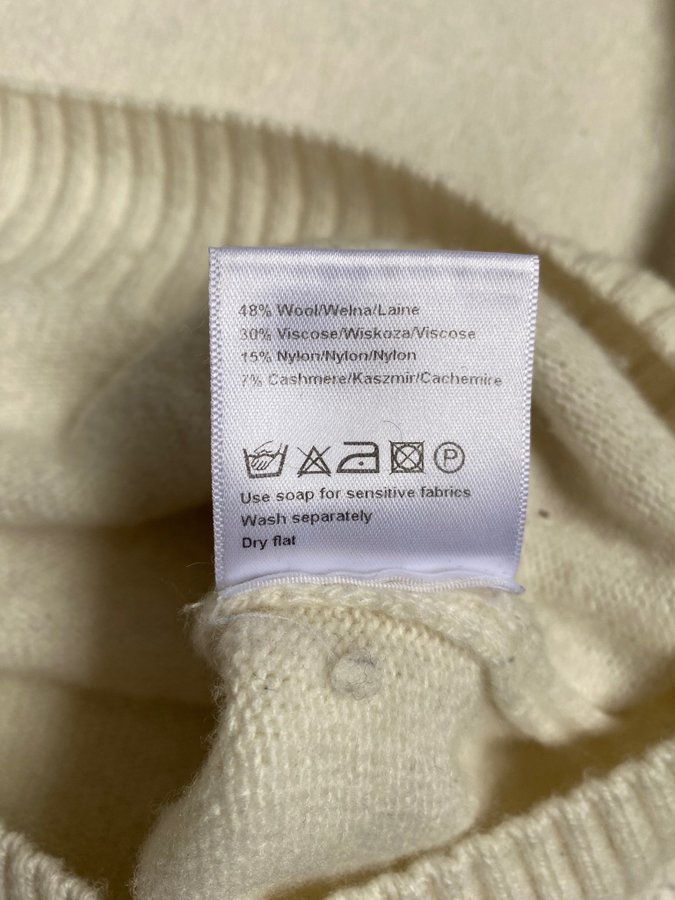 48% Wool/Wełna/Laine
30% Viscose/Wiskoza/Viscose
15% Nylon/Nylon/Nylon
7% Cashmere/Kaszmir/Cachemire
P
Use soap for sensitive fabrics
Wash separately
Dry flat